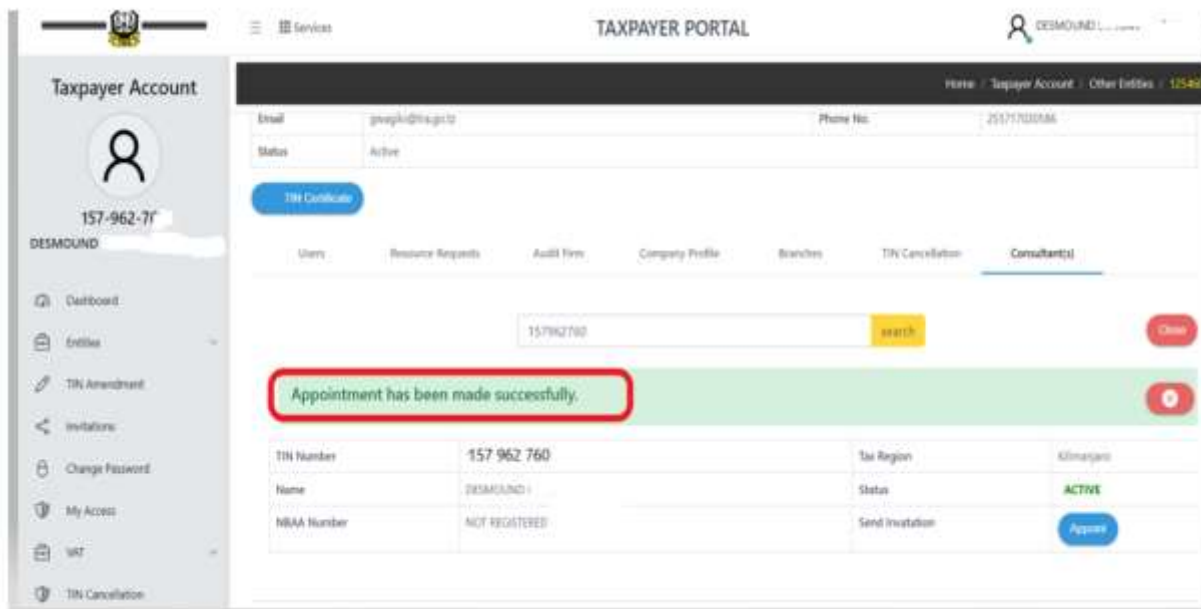 Services
TAXPAYER PORTAL
DESMOUND
Taxpayer Account
Home / Taxpayer Account / Other Entities /
Email
Phone No.
Status Active
TIN Certificate
157-962-7
DESMOUND
Users Resource Requests Audit Firm Company Profile Branches TIN Cancellation Consultant(s)
Dashboard
157962760 search Close
Entities
TIN Amendment
Appointment has been made successfully.
Invitations
TIN Number 157 962 760 Tax Region Kilimanjaro
Change Password
Name DESMOUND Status ACTIVE
My Access
NBAA Number NOT REGISTERED Send Invatation Appoint
VAT
TIN Cancellation